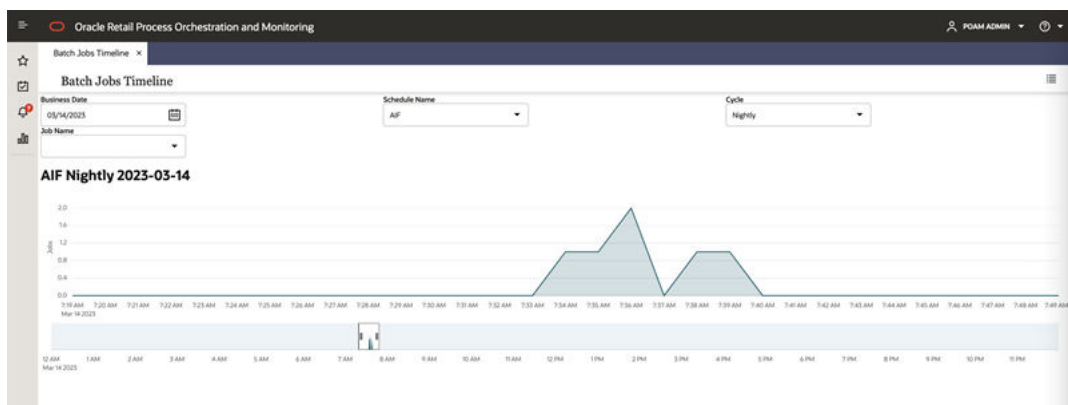 Oracle Retail Process Orchestration and Monitoring
POAM ADMIN
Batch Jobs Timeline ×
Batch Jobs Timeline
Business Date
Schedule Name
Cycle
03/14/2023
AIF
Nightly
Job Name
AIF Nightly 2023-03-14
2.0
1.6
1.2
0.8
0.4
0.0
Jobs
7:19 AM 7:20 AM 7:21 AM 7:22 AM 7:23 AM 7:24 AM 7:25 AM 7:26 AM 7:27 AM 7:28 AM 7:29 AM 7:30 AM 7:31 AM 7:32 AM 7:33 AM 7:34 AM 7:35 AM 7:36 AM 7:37 AM 7:38 AM 7:39 AM 7:40 AM 7:41 AM 7:42 AM 7:43 AM 7:44 AM 7:45 AM 7:46 AM 7:47 AM 7:48 AM 7:49 AM
Mar 14 2023
12 AM 1 AM 2 AM 3 AM 4 AM 5 AM 6 AM 7 AM 8 AM 9 AM 10 AM 11 AM 12 PM 1 PM 2 PM 3 PM 4 PM 5 PM 6 PM 7 PM 8 PM 9 PM 10 PM 11 PM
Mar 14 2023